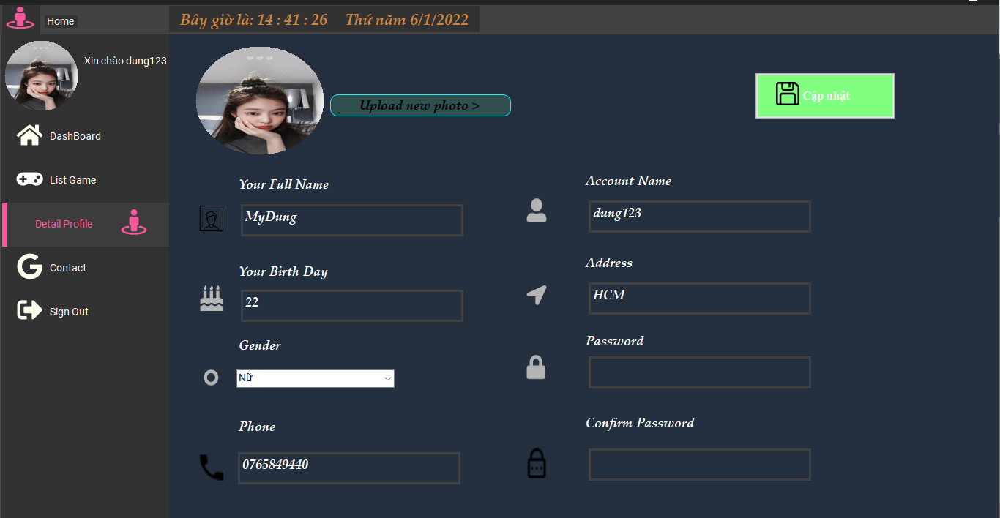 Home
Bây giờ là: 14 : 41 : 26 Thứ năm 6/1/2022
Xin chào dung123
DashBoard
List Game
Detail Profile
Contact
Sign Out
Upload new photo >
Cập nhật
Your Full Name
MyDung
Account Name
dung123
Your Birth Day
22
Address
HCM
Gender
Nữ
Password
Phone
0765849440
Confirm Password